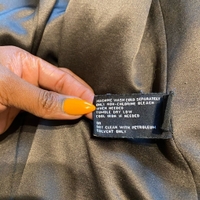 MACHINE WASH COLD SEPARATELY
ONLY NON-CHLORINE BLEACH
WHEN NEEDED
TUMBLE DRY LOW
COOL IRON IF NEEDED
OR
DRY CLEAN WITH PETROLEUM
SOLVENT ONLY